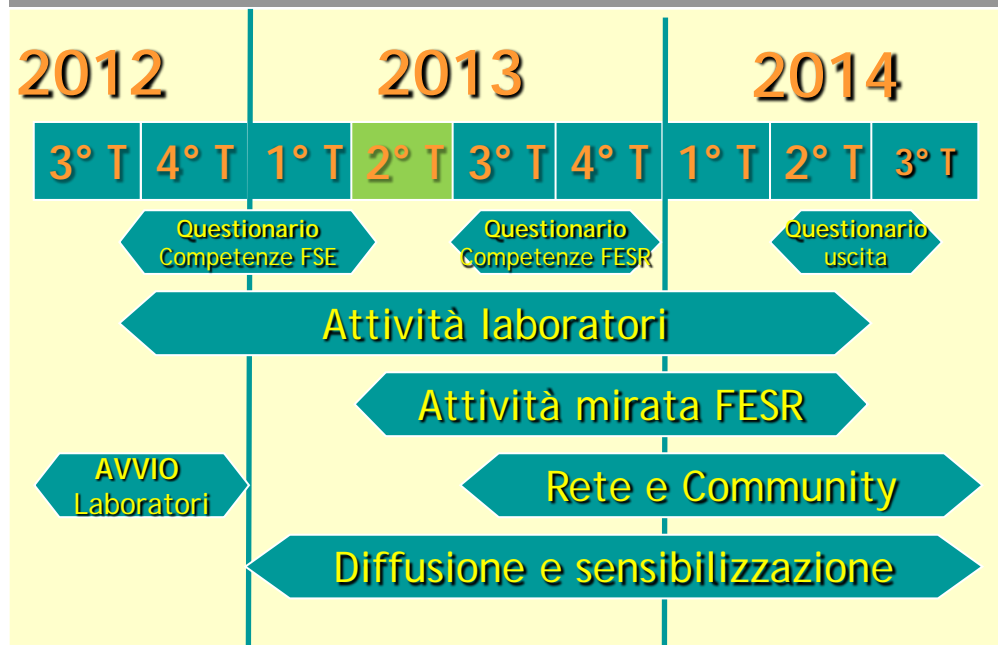 2012 2013 2014
3° T 4° T 1° T 2° T 3° T 4° T 1° T 2° T 3° T
Questionario
Competenze FSE
Questionario
Competenze FESR
Questionario
uscita
Attività laboratori
Attività mirata FESR
AVVIO
Laboratori
Rete e Community
Diffusione e sensibilizzazione